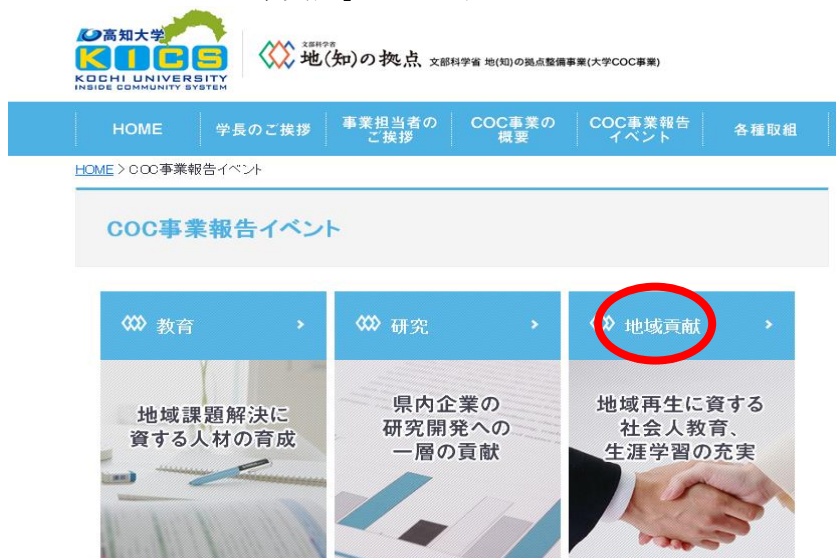 高知大学
KICS
KOCHI UNIVERSITY
INSIDE COMMUNITY SYSTEM
文部科学省
地(知)の拠点 文部科学省 地(知)の拠点整備事業(大学COC事業)
HOME
学長のご挨拶
事業担当者の
ご挨拶
COC事業の
概要
COC事業報告
イベント
各種取組
HOME > COC事業報告イベント
COC事業報告イベント
教育 >
研究 >
地域貢献 >
地域課題解決に
資する人材の育成
県内企業の
研究開発への
一層の貢献
地域再生に資する
社会人教育、
生涯学習の充実